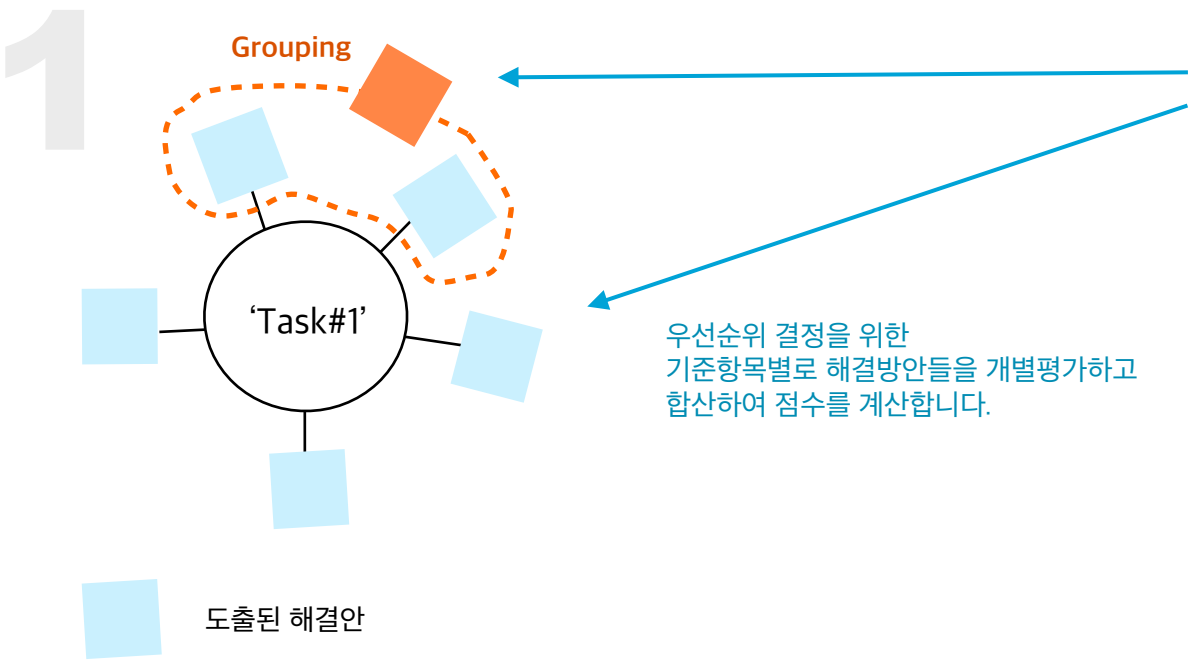 1
Grouping
‘Task#1’
우선순위 결정을 위한
기준항목별로 해결방안들을 개별평가하고
합산하여 점수를 계산합니다.
도출된 해결안